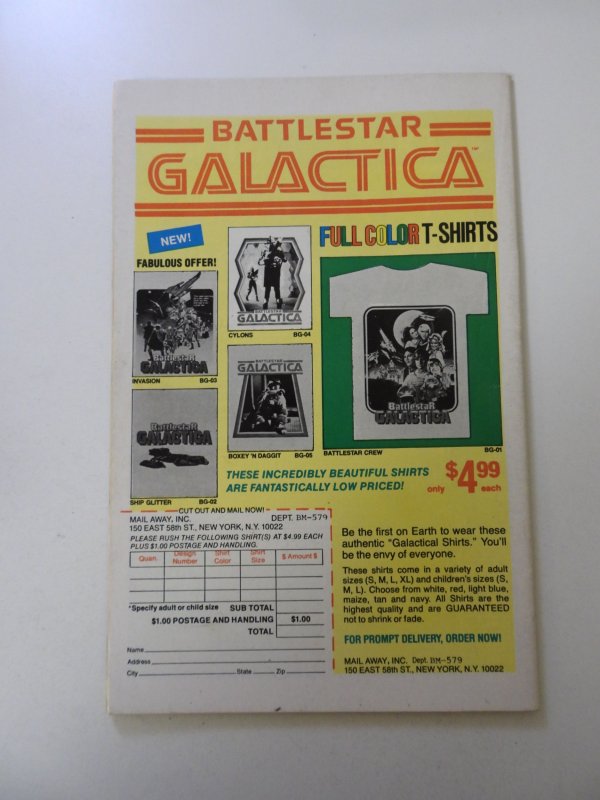 BATTLESTAR
GALACTICA™
NEW!
FABULOUS OFFER!
FULL COLOR T-SHIRTS
Battlestar
GALACTICA
INVASION BG-03
BATTLESTAR
GALACTICA
CYLONS BG-04
Battlestar
GALACTICA
SHIP GLITTER BG-02
BATTLESTAR
GALACTICA
BOXEY 'N DAGGIT BG-05
Battlestar
GALACTICA
BATTLESTAR CREW BG-01
THESE INCREDIBLY BEAUTIFUL SHIRTS
ARE FANTASTICALLY LOW PRICED!
only $4.99 each
CUT OUT AND MAIL NOW!
MAIL AWAY, INC. DEPT. BM-579
150 EAST 58th ST., NEW YORK, N.Y. 10022
PLEASE RUSH THE FOLLOWING SHIRT(S) AT $4.99 EACH
PLUS $1.00 POSTAGE AND HANDLING.
Quan. Design Number Shirt Color Shirt Size $ Amount $
*Specify adult or child size SUB TOTAL
$1.00 POSTAGE AND HANDLING $1.00
TOTAL
Name
Address
City State Zip
Be the first on Earth to wear these
authentic "Galactical Shirts." You'll
be the envy of everyone.
These shirts come in a variety of adult
sizes (S, M, L, XL) and children's sizes (S,
M, L). Choose from white, red, light blue,
maize, tan and navy. All Shirts are the
highest quality and are GUARANTEED
not to shrink or fade.
FOR PROMPT DELIVERY, ORDER NOW!
MAIL AWAY, INC. Dept. BM-579
150 EAST 58th ST., NEW YORK, N.Y. 10022